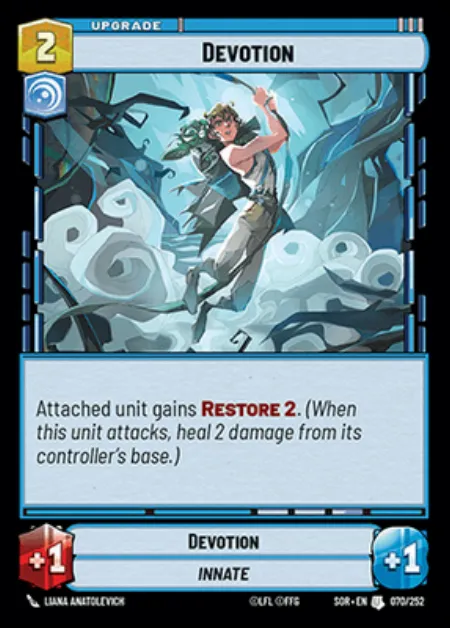 UPGRADE
2
DEVOTION
Attached unit gains RESTORE 2. (When
this unit attacks, heal 2 damage from its
controller's base.)
+1
DEVOTION
+1
INNATE
LIANA ANATOLEVICH
©LFL ©FFG
SOR • EN
070/252